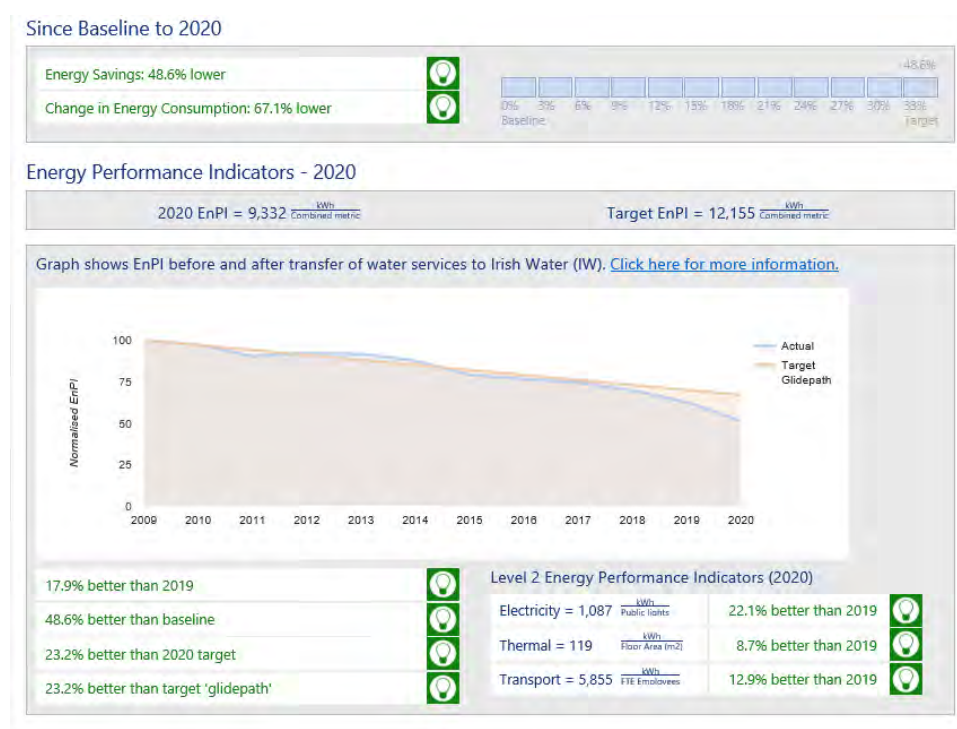 Since Baseline to 2020
Energy Savings: 48.6% lower
Change in Energy Consumption: 67.1% lower
48.6%
0% 3% 6% 9% 12% 15% 18% 21% 24% 27% 30% 33%
Baseline
Target
Energy Performance Indicators - 2020
2020 EnPI = 9,332 kWh
Combined metric
Target EnPI = 12,155 kWh
Combined metric
Graph shows EnPI before and after transfer of water services to Irish Water (IW). Click here for more information.
100
75
50
25
0
Normalised EnPI
2009 2010 2011 2012 2013 2014 2015 2016 2017 2018 2019 2020
Actual
Target
Glidepath
17.9% better than 2019
48.6% better than baseline
23.2% better than 2020 target
23.2% better than target 'glidepath'
Level 2 Energy Performance Indicators (2020)
Electricity = 1,087 kWh
Public lights
22.1% better than 2019
Thermal = 119 kWh
Floor Area (m2)
8.7% better than 2019
Transport = 5,855 kWh
FTE Employees
12.9% better than 2019